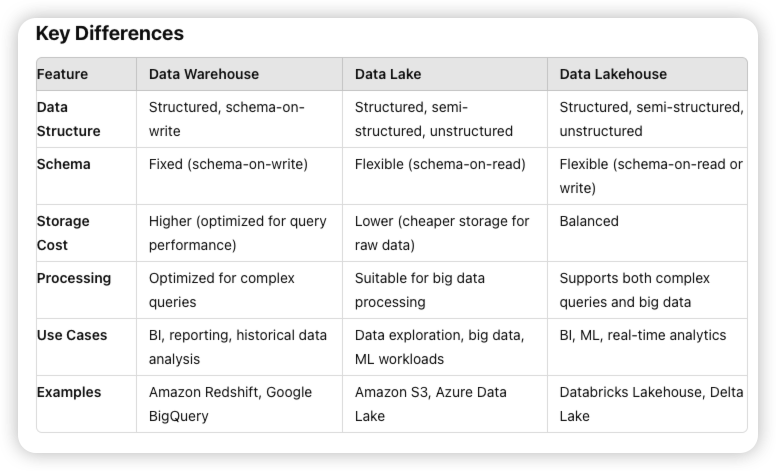 Key Differences
Feature Data Warehouse Data Lake Data Lakehouse
Data Structure Structured, schema-on-write Structured, semi-structured, unstructured Structured, semi-structured, unstructured
Schema Fixed (schema-on-write) Flexible (schema-on-read) Flexible (schema-on-read or write)
Storage Cost Higher (optimized for query performance) Lower (cheaper storage for raw data) Balanced
Processing Optimized for complex queries Suitable for big data processing Supports both complex queries and big data
Use Cases BI, reporting, historical data analysis Data exploration, big data, ML workloads BI, ML, real-time analytics
Examples Amazon Redshift, Google BigQuery Amazon S3, Azure Data Lake Databricks Lakehouse, Delta Lake